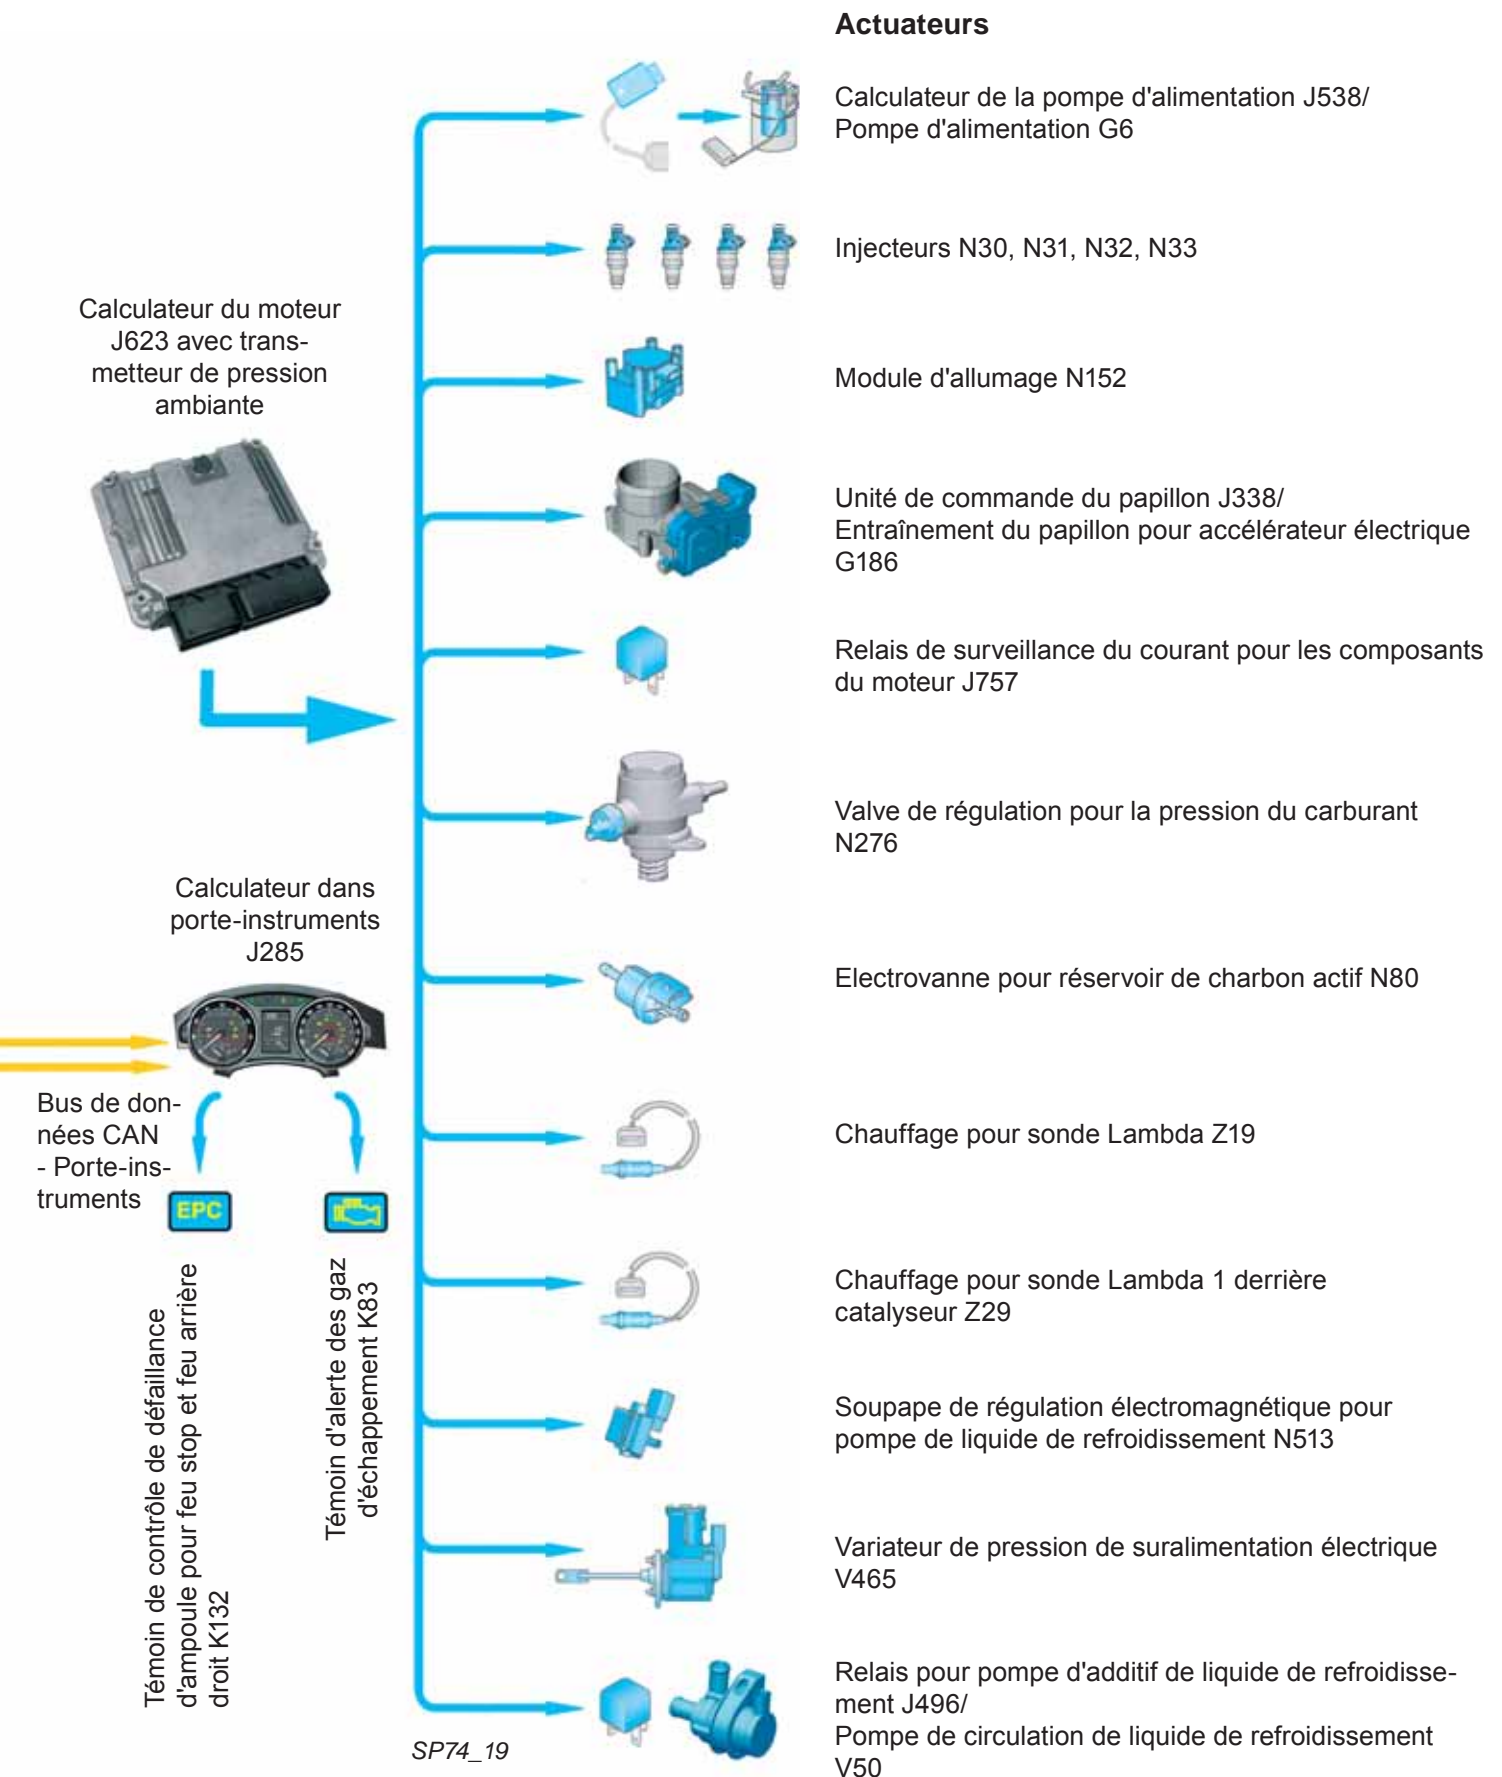 Actuateurs
Calculateur de la pompe d'alimentation J538/
Pompe d'alimentation G6
Injecteurs N30, N31, N32, N33
Calculateur du moteur
J623 avec trans-
metteur de pression
ambiante
Module d'allumage N152
Unité de commande du papillon J338/
Entraînement du papillon pour accélérateur électrique
G186
Relais de surveillance du courant pour les composants
du moteur J757
Valve de régulation pour la pression du carburant
N276
Calculateur dans
porte-instruments
J285
Electrovanne pour réservoir de charbon actif N80
Bus de don-
nées CAN
- Porte-ins-
truments
EPC
Chauffage pour sonde Lambda Z19
Témoin de contrôle de défaillance
d'ampoule pour feu stop et feu arrière
droit K132
Témoin d'alerte des gaz
d'échappement K83
Chauffage pour sonde Lambda 1 derrière
catalyseur Z29
Soupape de régulation électromagnétique pour
pompe de liquide de refroidissement N513
Variateur de pression de suralimentation électrique
V465
Relais pour pompe d'additif de liquide de refroidisse-
ment J496/
Pompe de circulation de liquide de refroidissement
V50
SP74_19